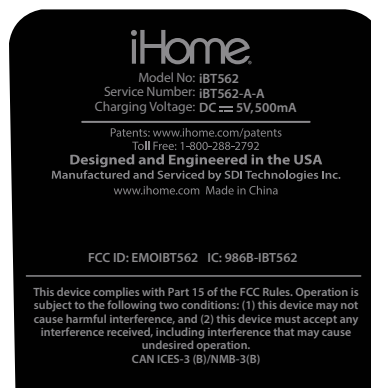 iHome
Model No: iBT562
Service Number: iBT562-A-A
Charging Voltage: DC ⎓ 5V, 500mA
Patents: www.ihome.com/patents
Toll Free: 1-800-288-2792
Designed and Engineered in the USA
Manufactured and Serviced by SDI Technologies Inc.
www.ihome.com Made in China
FCC ID: EMOIBT562 IC: 986B-IBT562
This device complies with Part 15 of the FCC Rules. Operation is
subject to the following two conditions: (1) this device may not
cause harmful interference, and (2) this device must accept any
interference received, including interference that may cause
undesired operation.
CAN ICES-3 (B)/NMB-3(B)